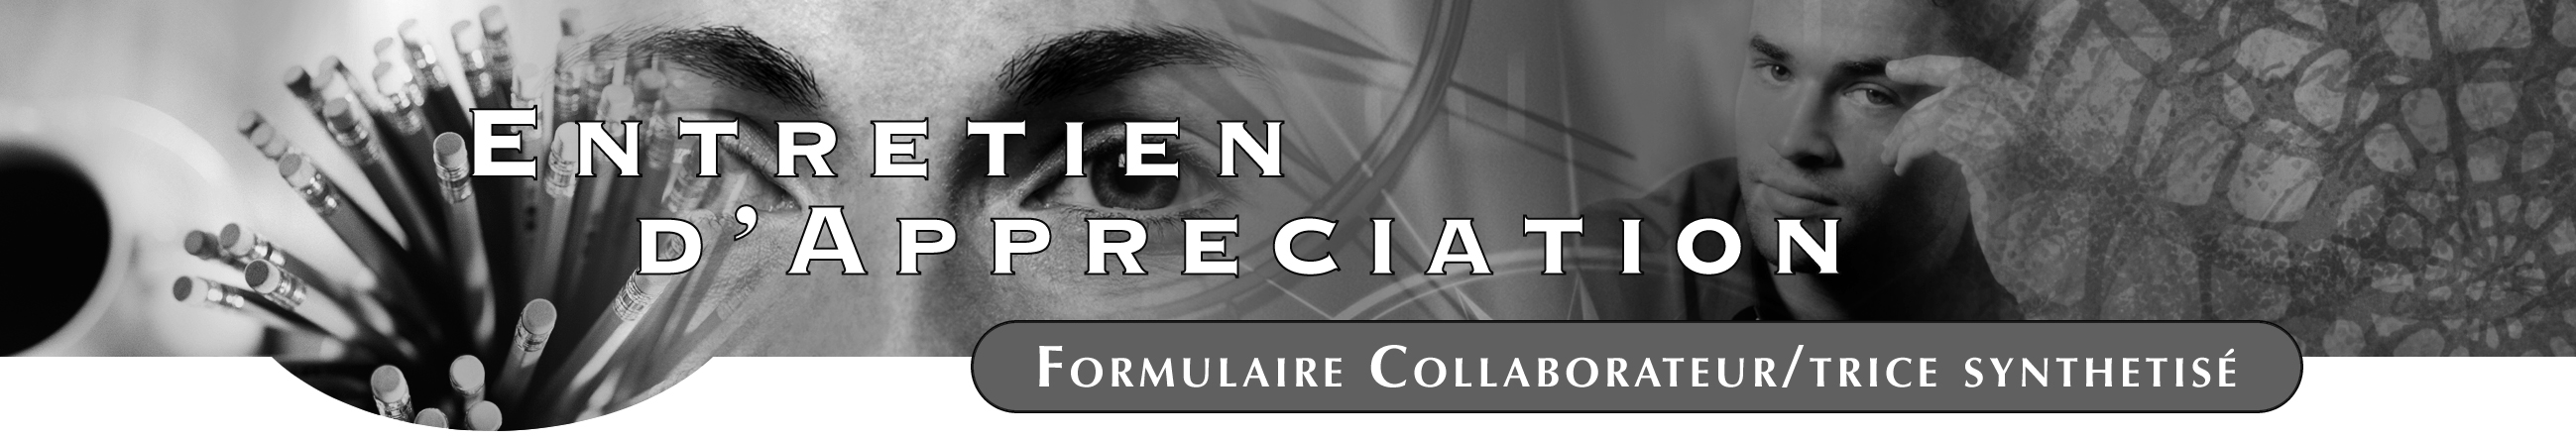 ENTRETIEN
D'APPRECIATION
FORMULAIRE COLLABORATEUR/TRICE SYNTHETISÉ